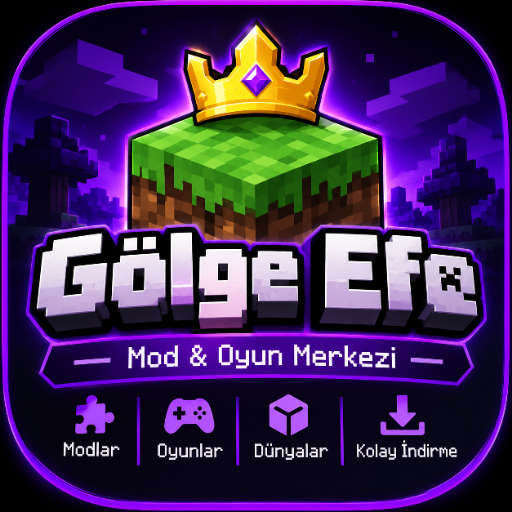 Gölge Efe
Mod & Oyun Merkezi
Modlar
Oyunlar
Dünyalar
Kolay İndirme